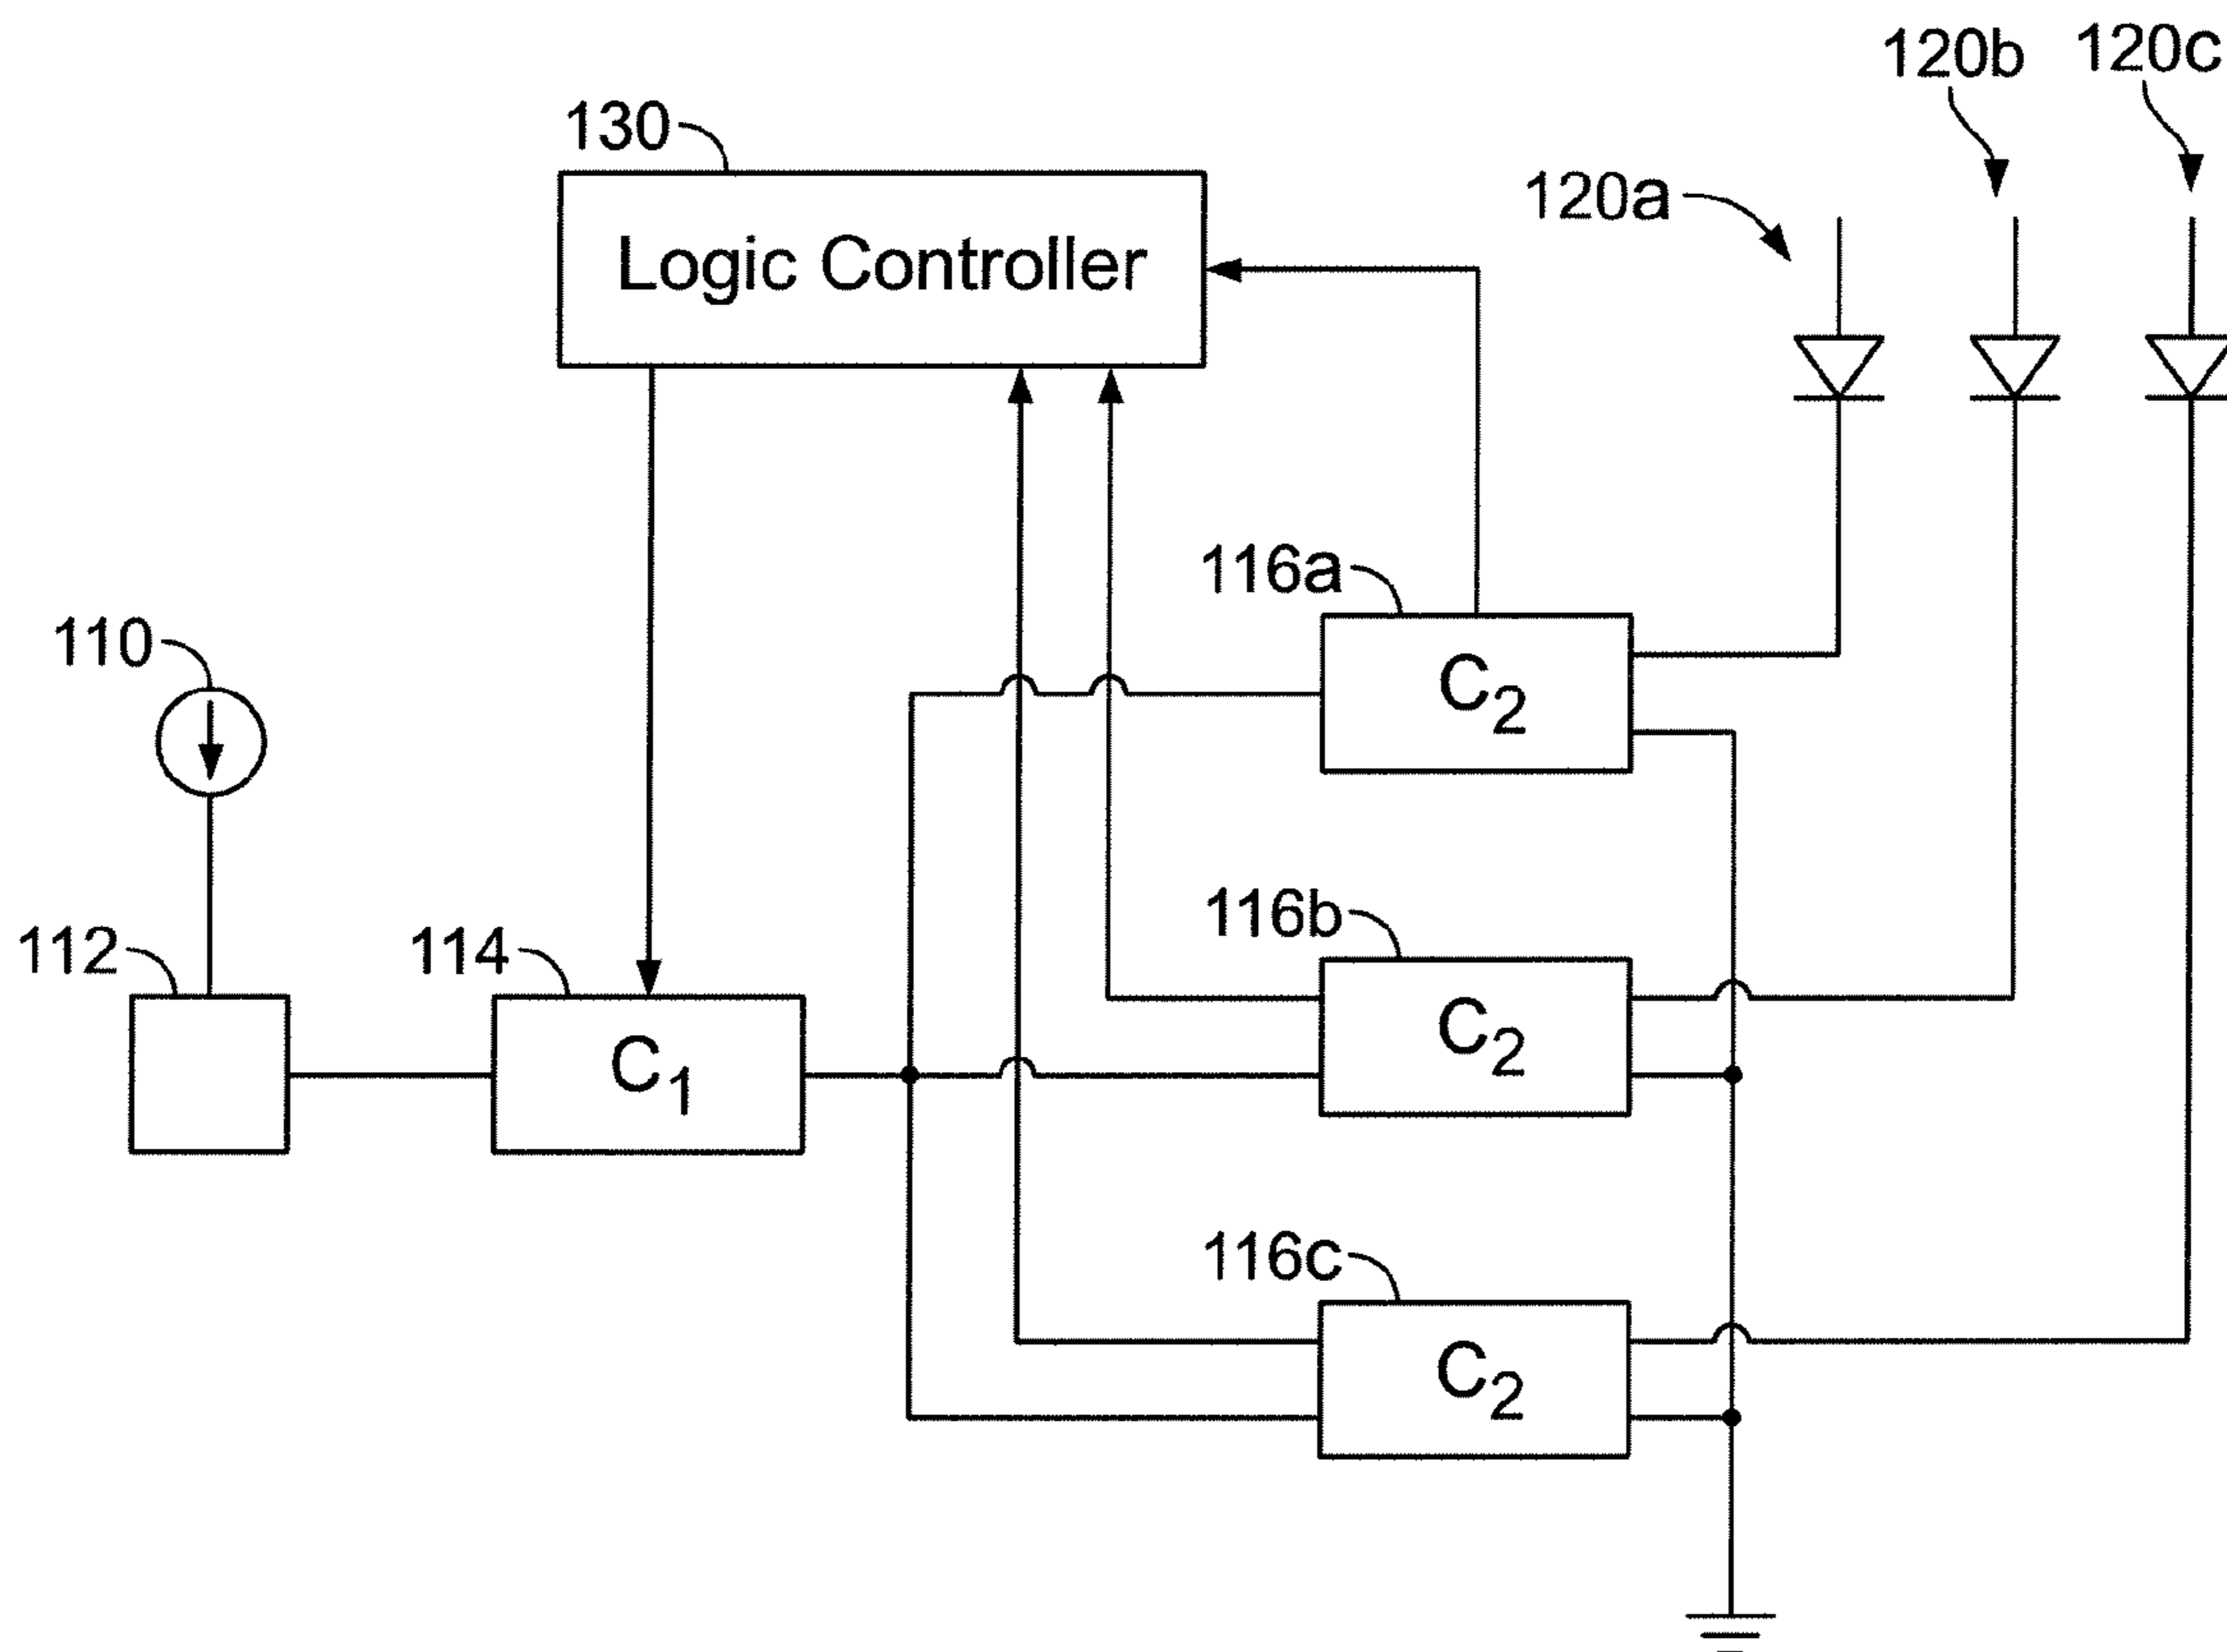 120b
120c
130
120a
Logic Controller
116a
110
C2
116b
112
114
C1
C2
116c
C2